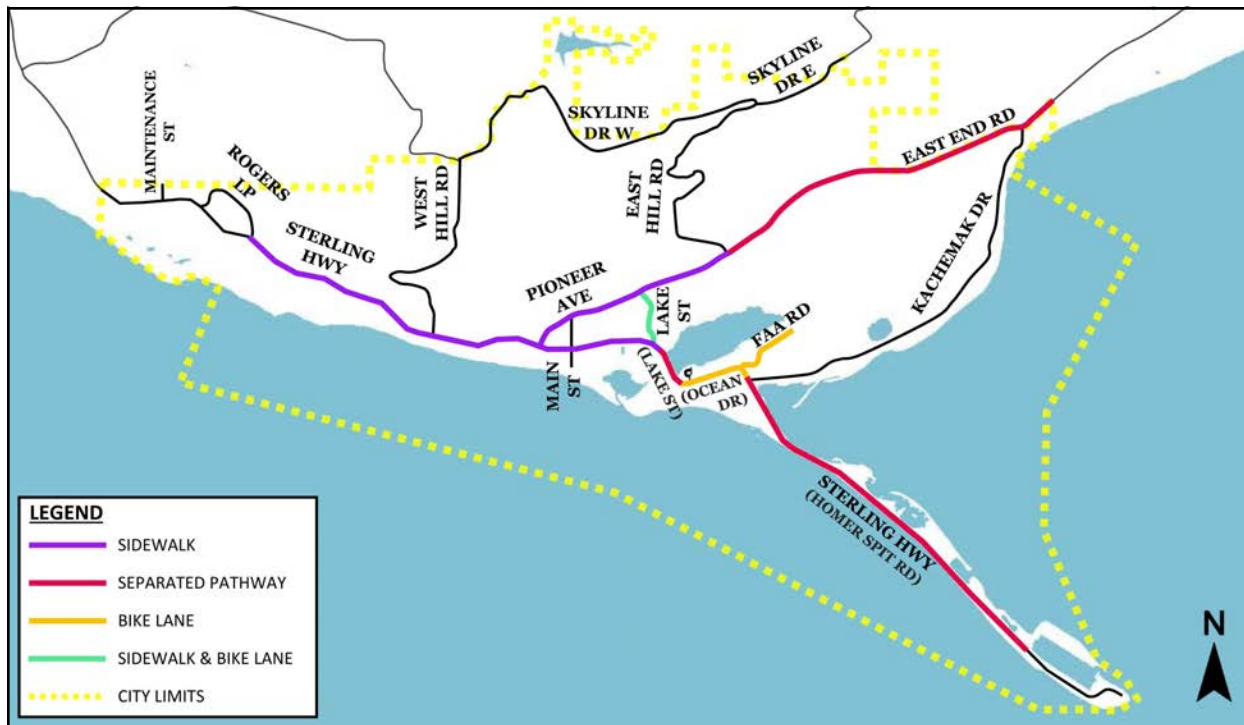 SKYLINE
DR E
MAINTENANCE
ST
SKYLINE
DR W
EAST END RD
ROGERS
LP
WEST
HILL RD
EAST
HILL RD
STERLING
HWY
KACHEMAK DR
PIONEER
AVE
LAKE
ST
FAA RD
MAIN
ST
(LAKE ST)
(OCEAN
DR)
STERLING HWY
(HOMER SPIT RD)
LEGEND
SIDEWALK
SEPARATED PATHWAY
BIKE LANE
SIDEWALK & BIKE LANE
CITY LIMITS
N